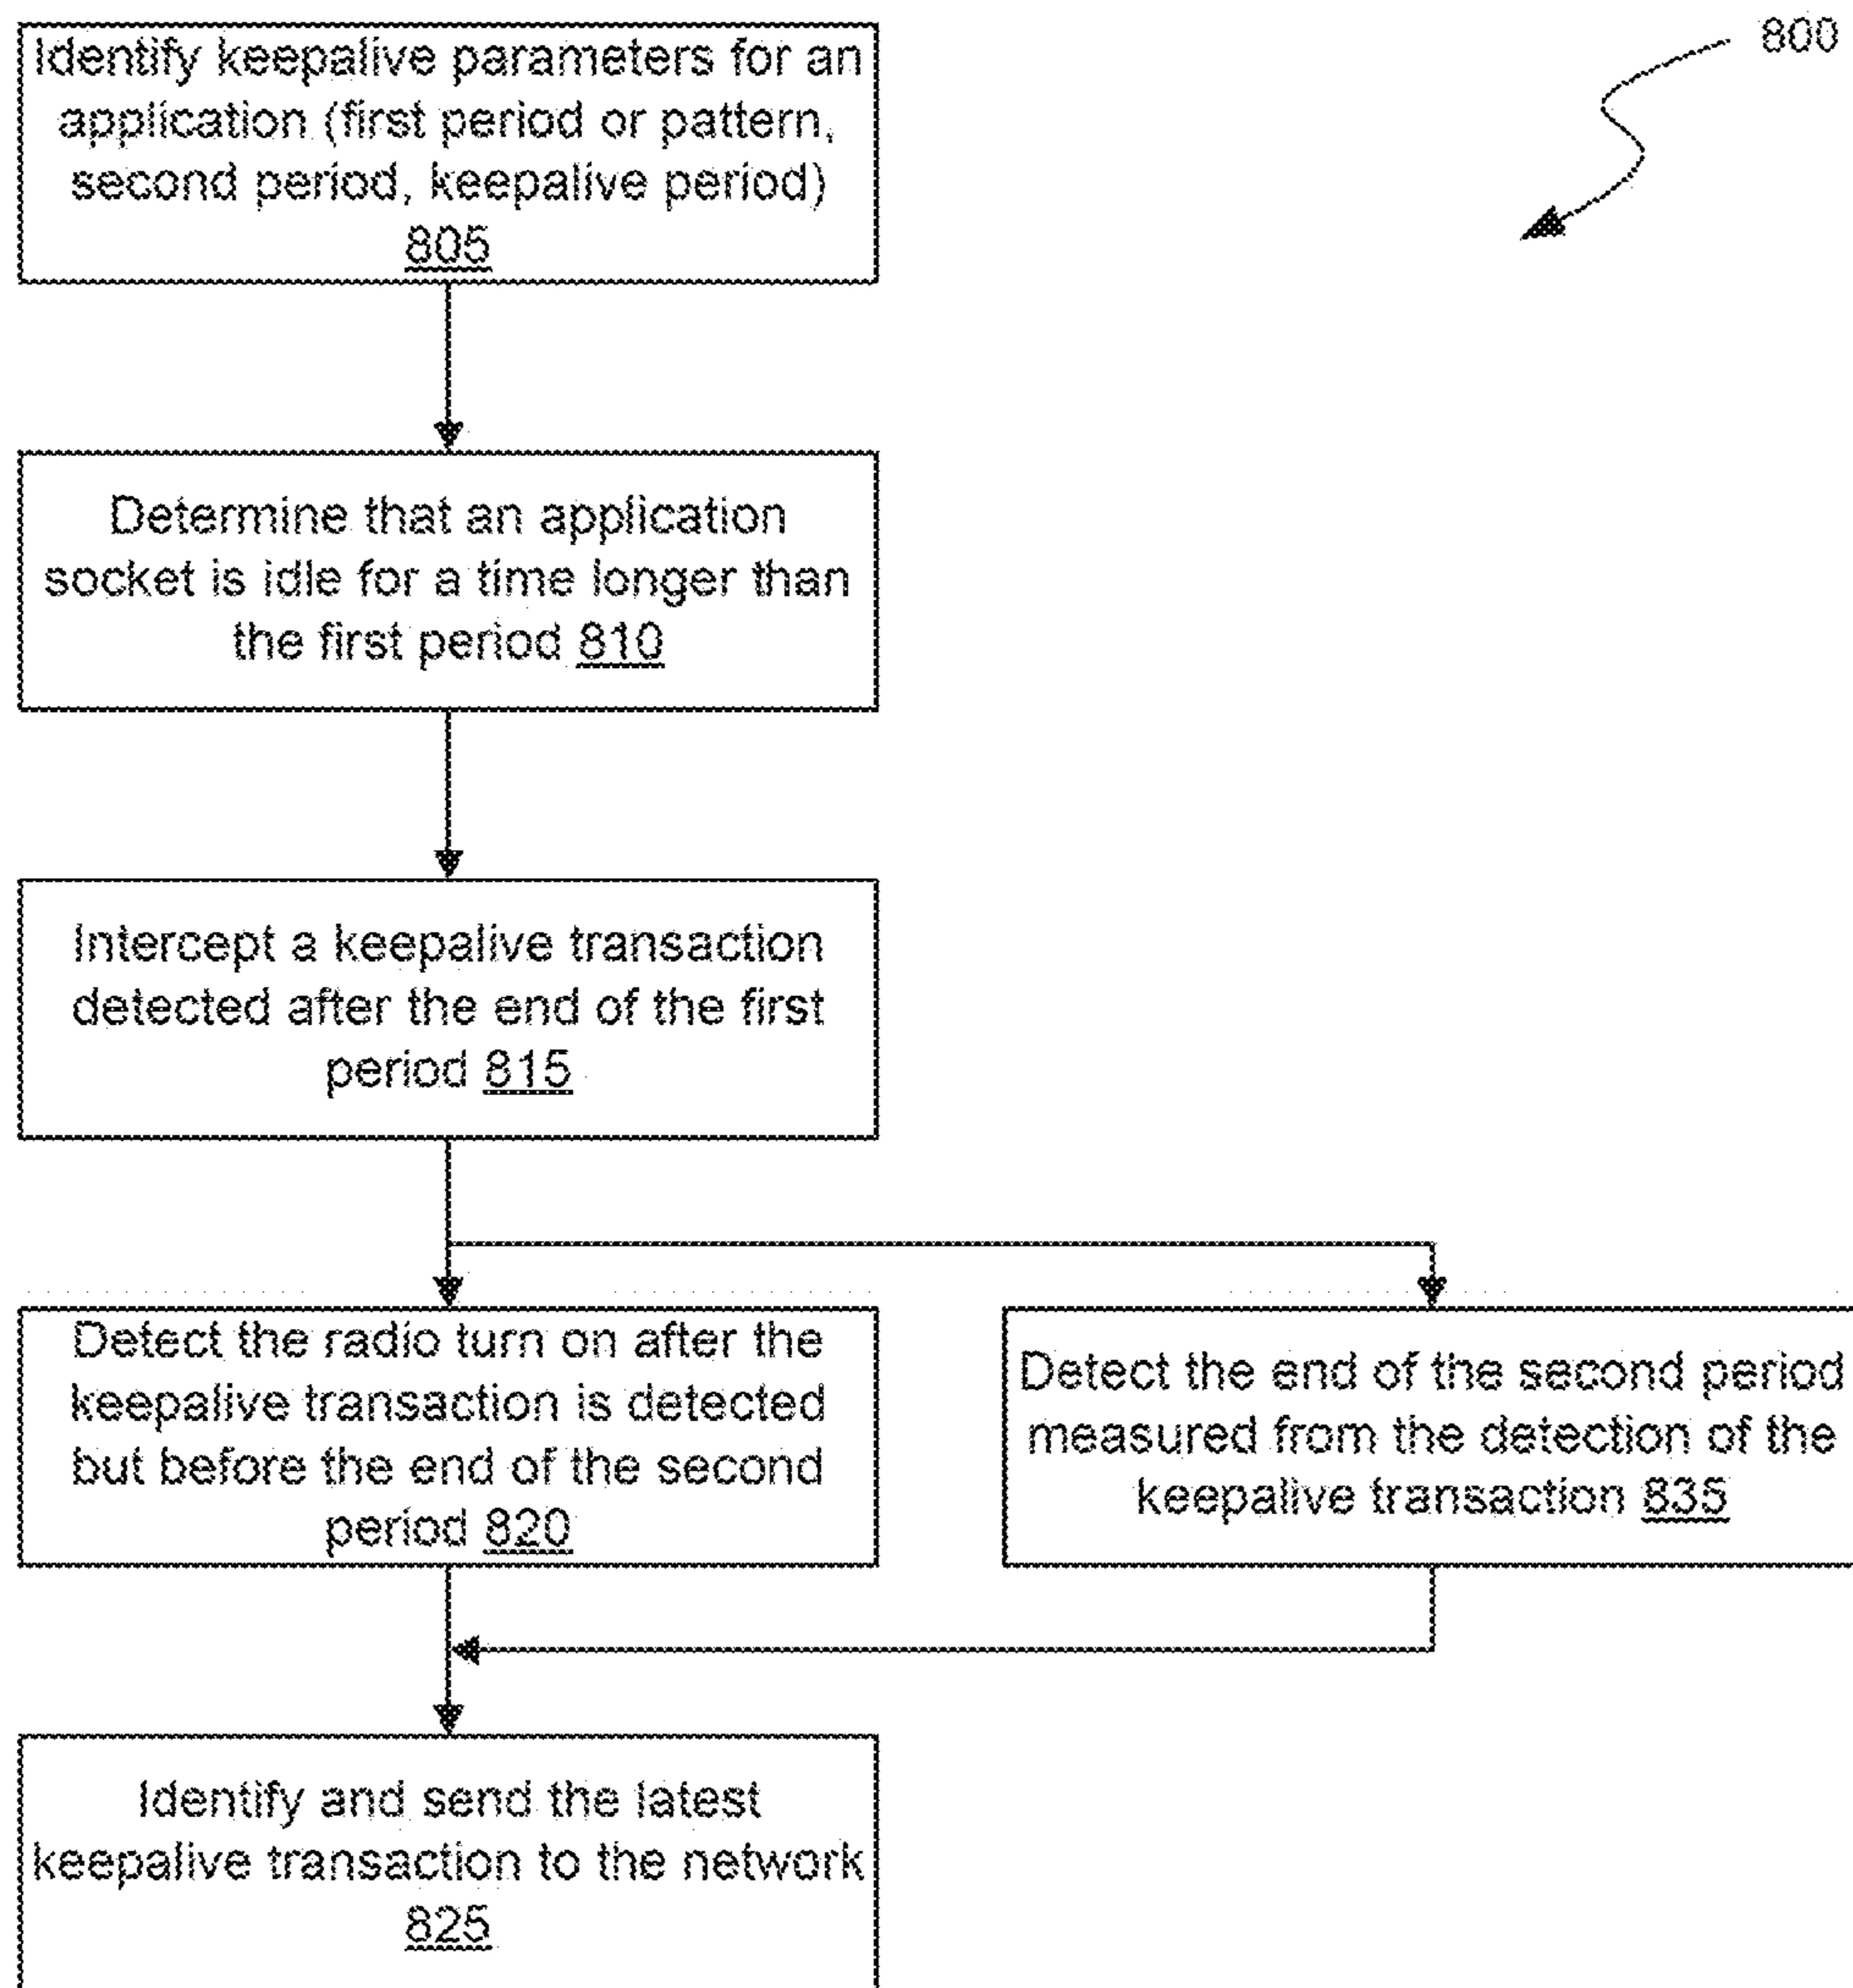 800
Identify keepalive parameters for an
application (first period or pattern,
second period, keepalive period)
805
Determine that an application
socket is idle for a time longer than
the first period 810
Intercept a keepalive transaction
detected after the end of the first
period 815
Detect the radio turn on after the
keepalive transaction is detected
but before the end of the second
period 820
Detect the end of the second period
measured from the detection of the
keepalive transaction 835
Identify and send the latest
keepalive transaction to the network
825